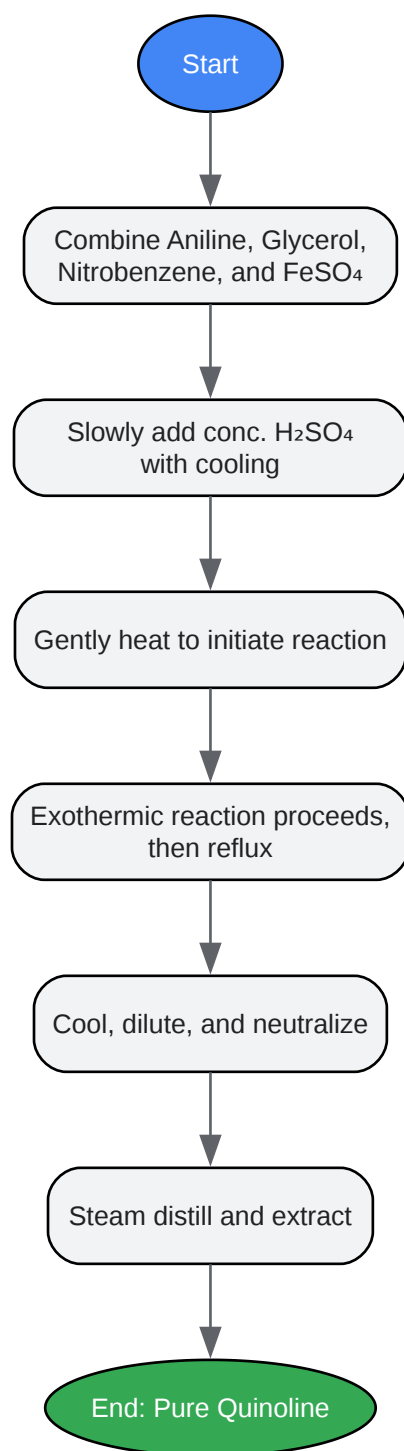 Start
Combine Aniline, Glycerol,
Nitrobenzene, and FeSO₄
Slowly add conc. H₂SO₄
with cooling
Gently heat to initiate reaction
Exothermic reaction proceeds,
then reflux
Cool, dilute, and neutralize
Steam distill and extract
End: Pure Quinoline